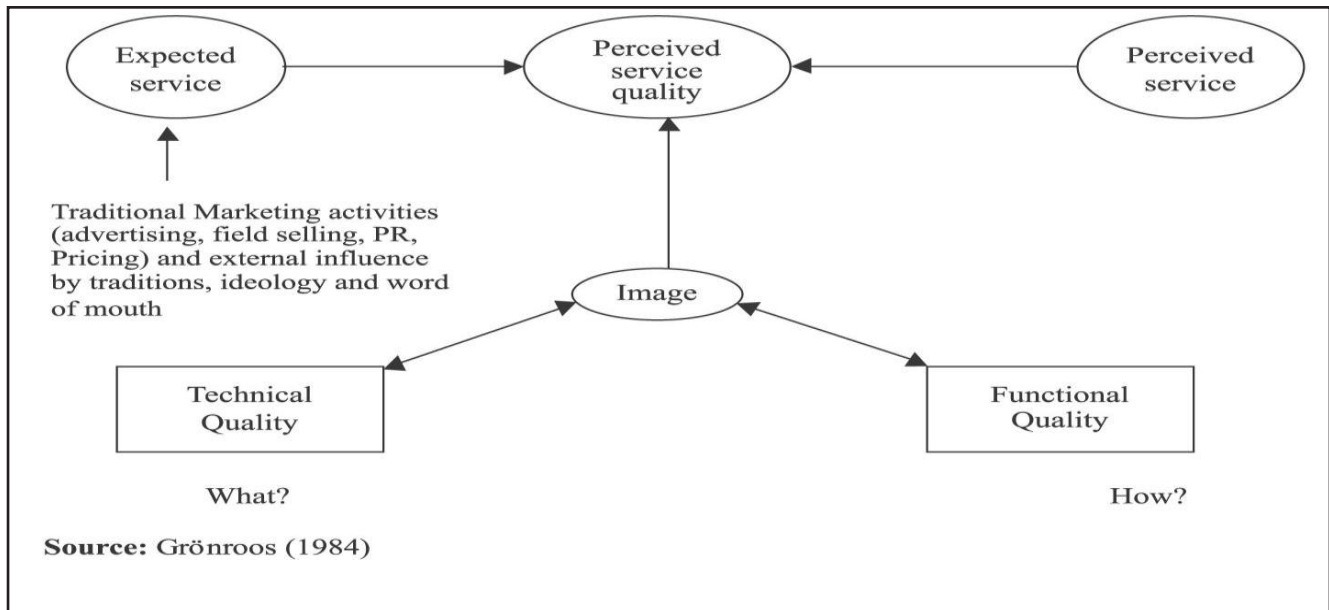 Expected
service
Perceived
service
quality
Perceived
service
Traditional Marketing activities
(advertising, field selling, PR,
Pricing) and external influence
by traditions, ideology and word
of mouth
Image
Technical
Quality
Functional
Quality
What?
How?
Source: Grönroos (1984)